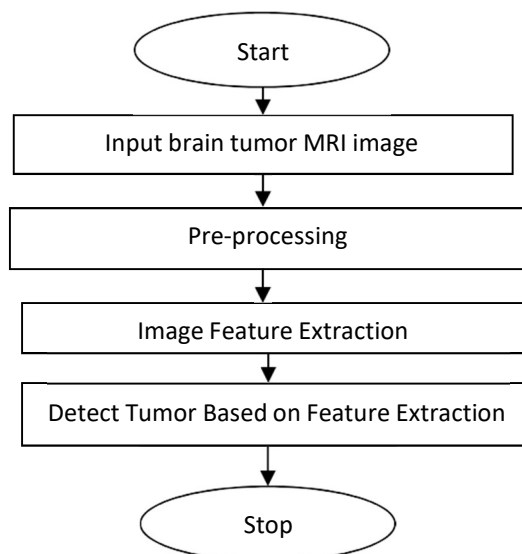 Start
Input brain tumor MRI image
Pre-processing
Image Feature Extraction
Detect Tumor Based on Feature Extraction
Stop